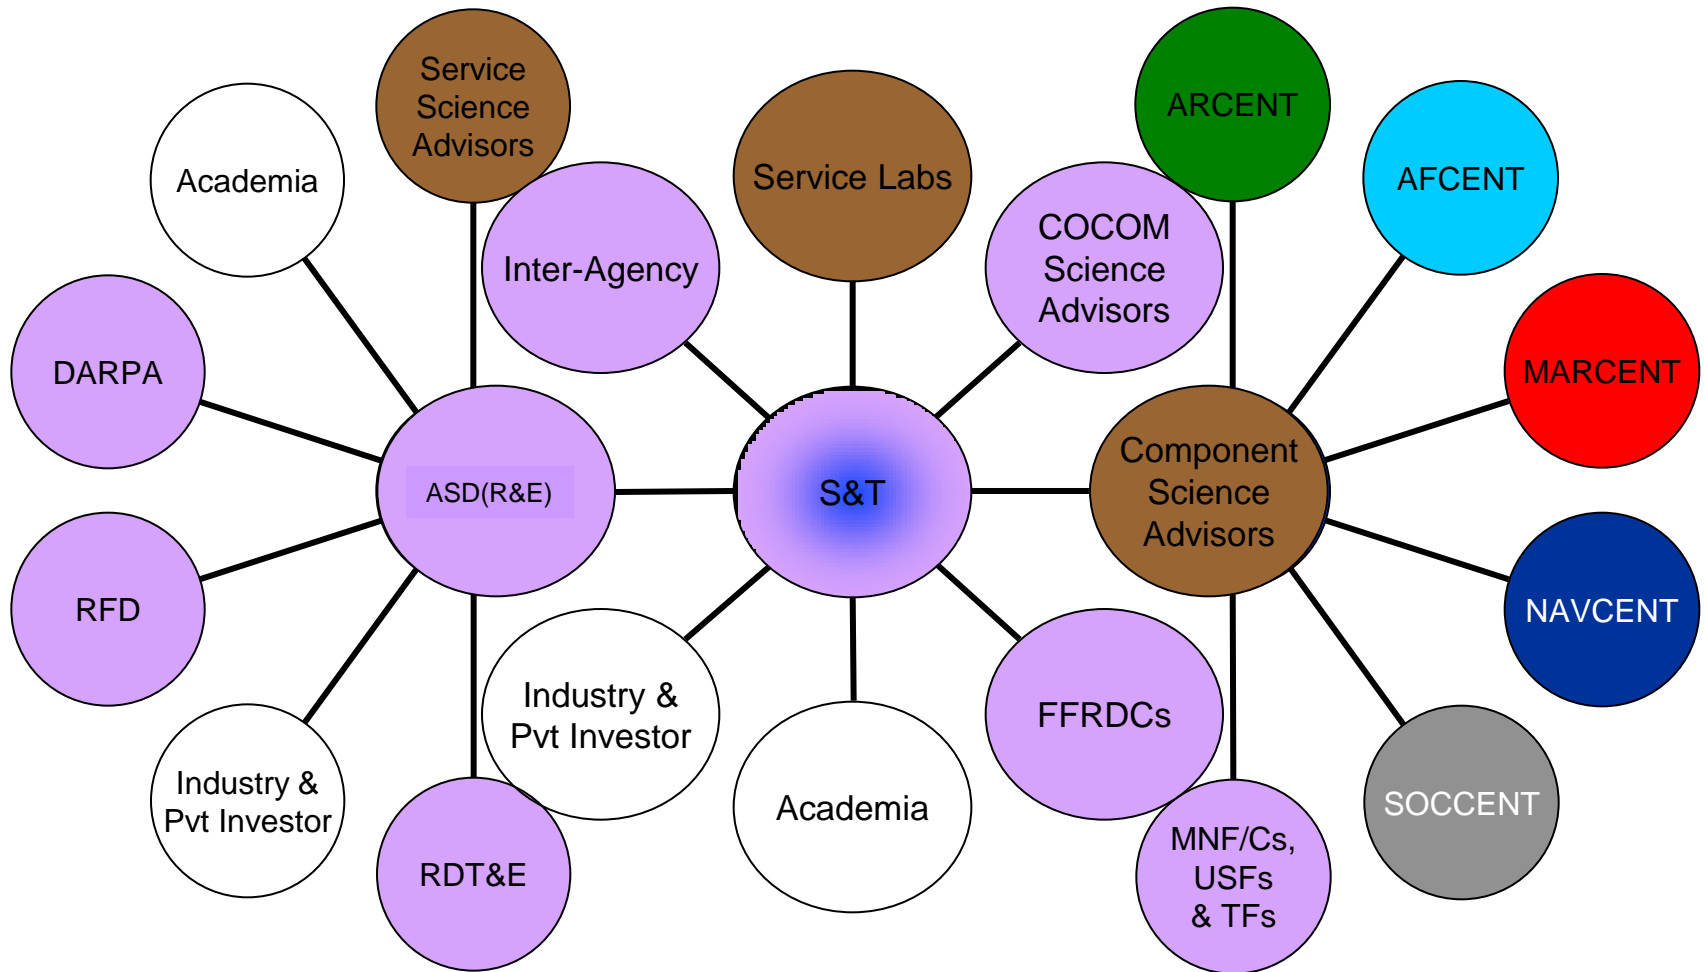 Service
Science
Advisors
ARCENT
Academia
Service Labs
AFCENT
Inter-Agency
COCOM
Science
Advisors
DARPA
MARCENT
ASD(R&E)
S&T
Component
Science
Advisors
RFD
NAVCENT
Industry &
Pvt Investor
FFRDCs
Industry &
Pvt Investor
Academia
SOCCENT
RDT&E
MNF/Cs,
USFs
& TFs